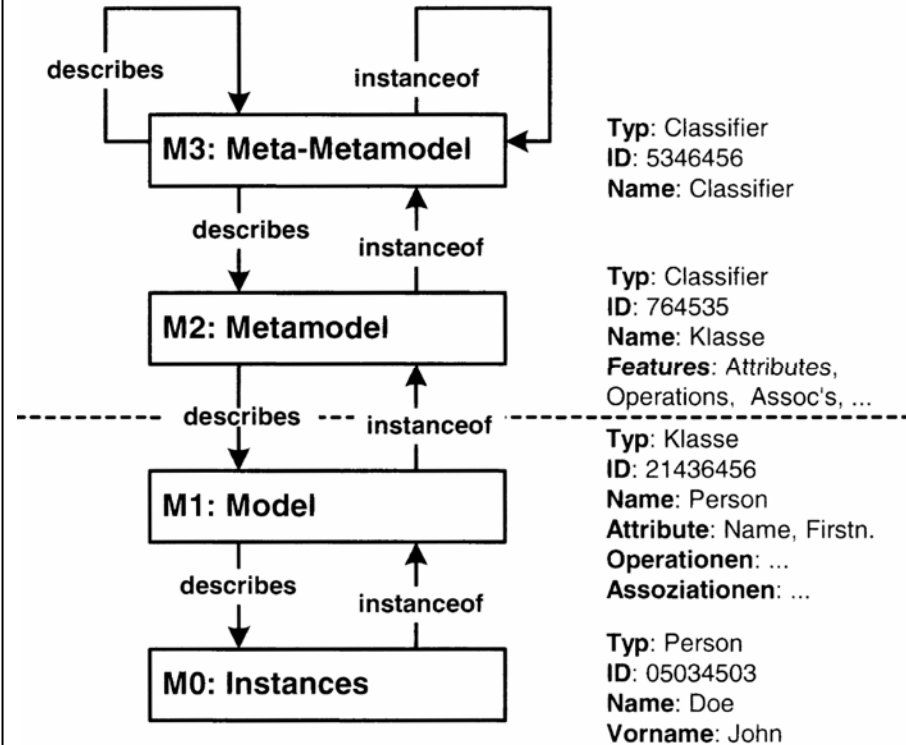 describes
instanceof
M3: Meta-Metamodel
Typ: Classifier
ID: 5346456
Name: Classifier
describes
instanceof
M2: Metamodel
Typ: Classifier
ID: 764535
Name: Klasse
Features: Attributes,
Operations, Assoc's, ...
describes
instanceof
M1: Model
Typ: Klasse
ID: 21436456
Name: Person
Attribute: Name, Firstn.
Operationen: ...
Assoziationen: ...
describes
instanceof
M0: Instances
Typ: Person
ID: 05034503
Name: Doe
Vorname: John